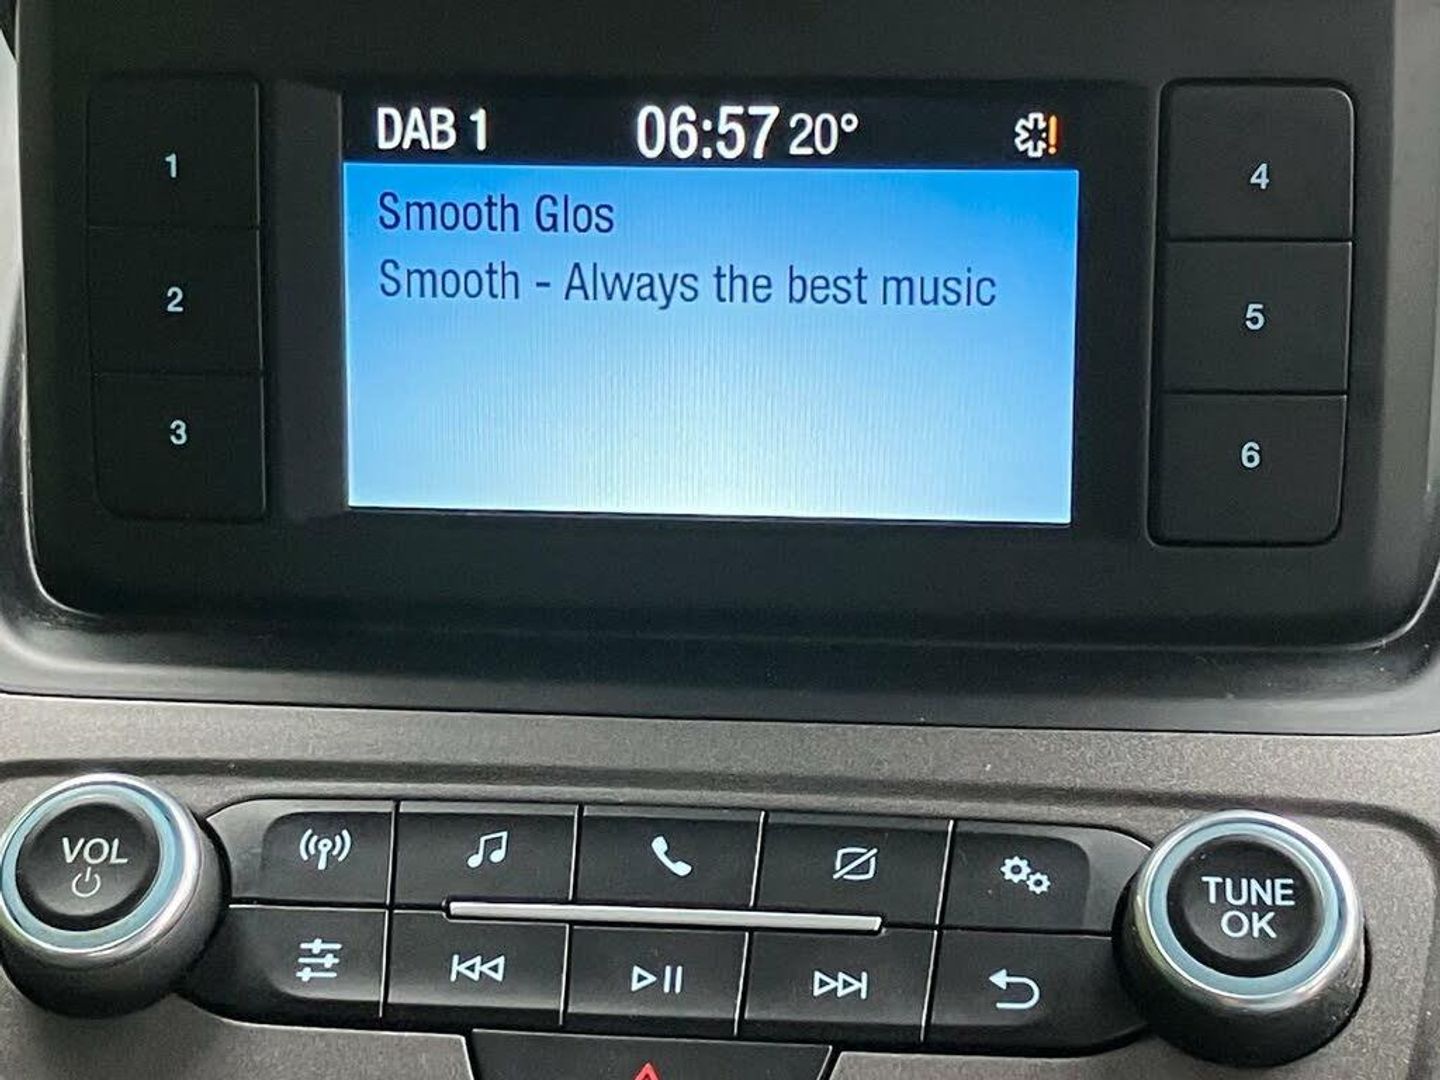 DAB 1 06:57 20°
Smooth Glos
Smooth - Always the best music
1
2
3
4
5
6
VOL
TUNE
OK